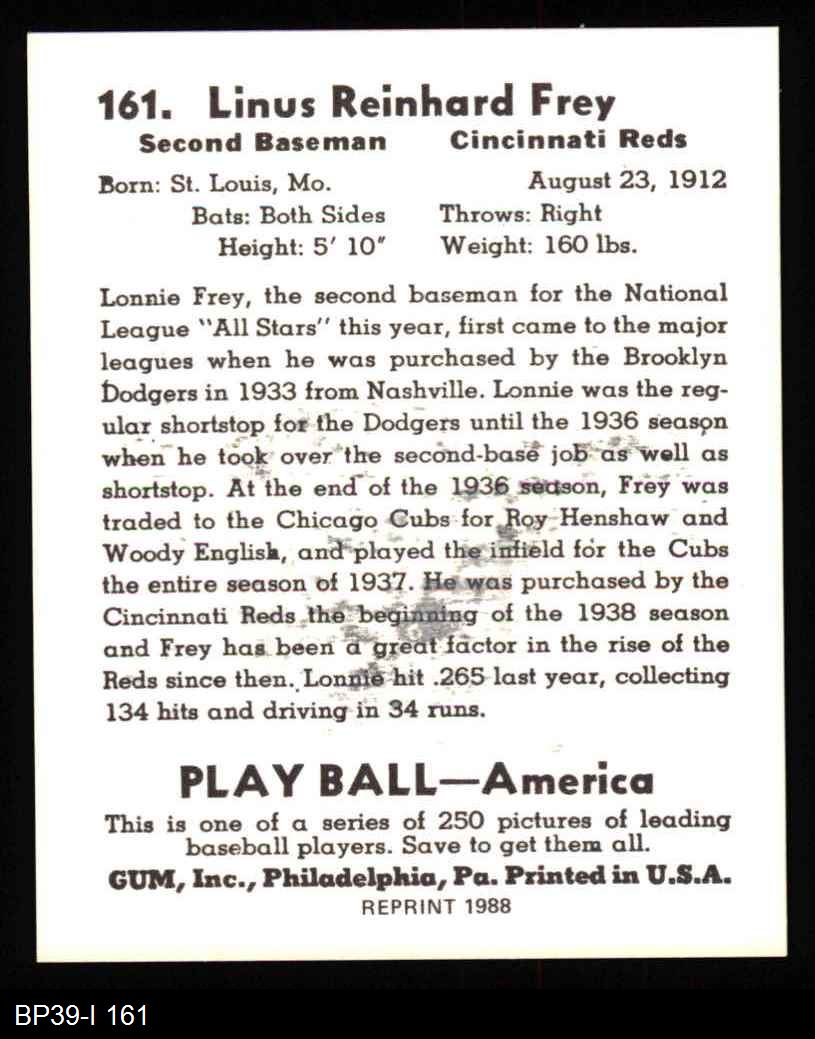 161. Linus Reinhard Frey
Second Baseman Cincinnati Reds
Born: St. Louis, Mo. August 23, 1912
Bats: Both Sides Throws: Right
Height: 5' 10" Weight: 160 lbs.
Lonnie Frey, the second baseman for the National
League "All Stars" this year, first came to the major
leagues when he was purchased by the Brooklyn
Dodgers in 1933 from Nashville. Lonnie was the reg-
ular shortstop for the Dodgers until the 1936 season
when he took over the second-base job as well as
shortstop. At the end of the 1936 season, Frey was
traded to the Chicago Cubs for Roy Henshaw and
Woody English, and played the infield for the Cubs
the entire season of 1937. He was purchased by the
Cincinnati Reds the beginning of the 1938 season
and Frey has been a great factor in the rise of the
Reds since then. Lonnie hit .265 last year, collecting
134 hits and driving in 34 runs.
PLAY BALL—America
This is one of a series of 250 pictures of leading
baseball players. Save to get them all.
GUM, Inc., Philadelphia, Pa. Printed in U.S.A.
REPRINT 1988
BP39-I 161